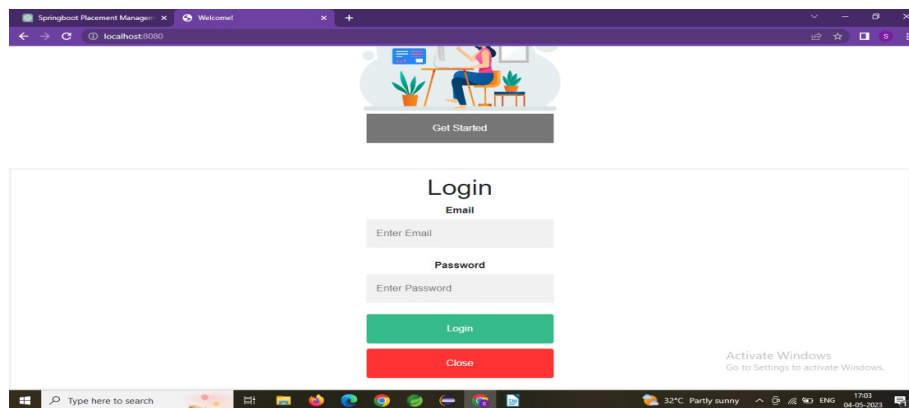 Springboot Placement Managem
Welcome!
localhost:8080
S
Get Started
Login
Email
Enter Email
Password
Enter Password
Login
Close
Activate Windows
Go to Settings to activate Windows.
Type here to search
32°C Partly sunny
ENG
17:03
04-05-2023